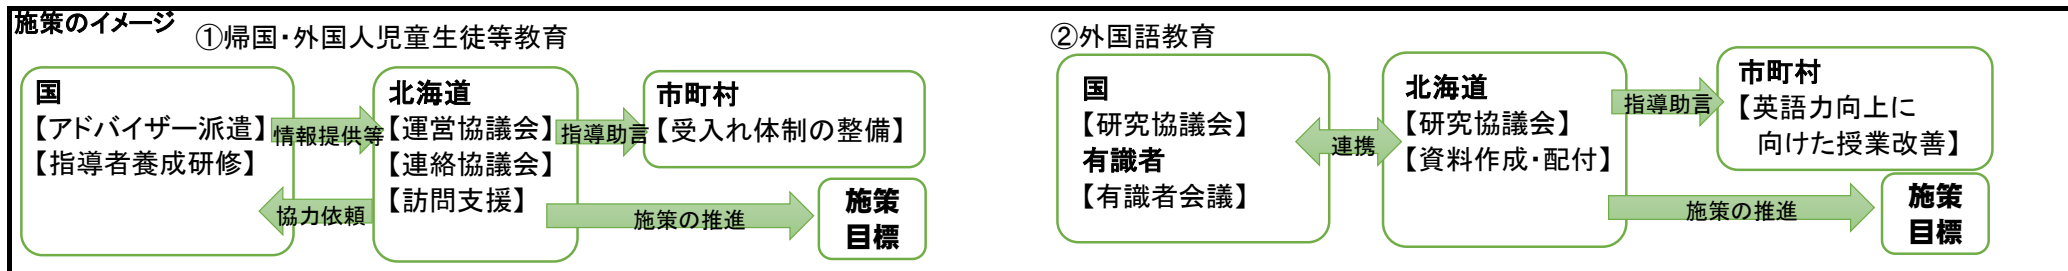 施策のイメージ
①帰国・外国人児童生徒等教育
国
【アドバイザー派遣】
【指導者養成研修】
情報提供等
協力依頼
北海道
【運営協議会】
【連絡協議会】
【訪問支援】
指導助言
市町村
【受入れ体制の整備】
施策の推進
施策
目標
②外国語教育
国
【研究協議会】
有識者
【有識者会議】
連携
北海道
【研究協議会】
【資料作成・配付】
指導助言
市町村
【英語力向上に
向けた授業改善】
施策の推進
施策
目標